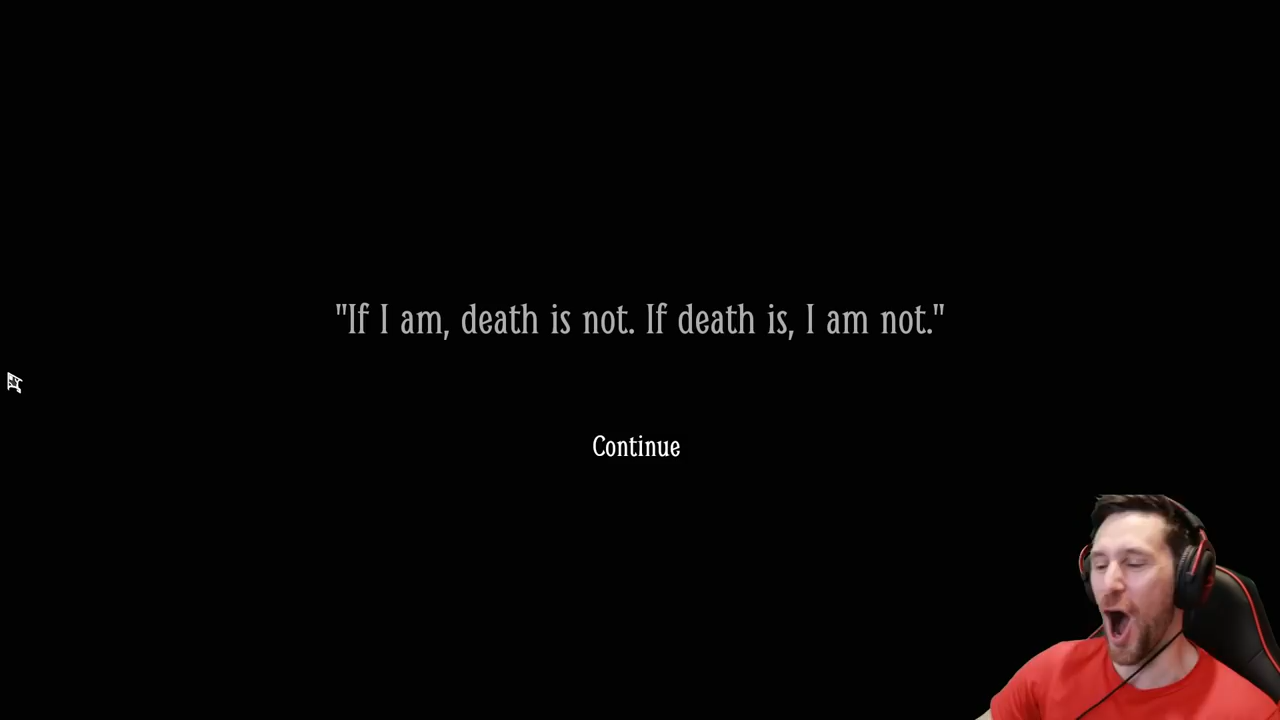 "If I am, death is not. If death is, I am not."
Continue